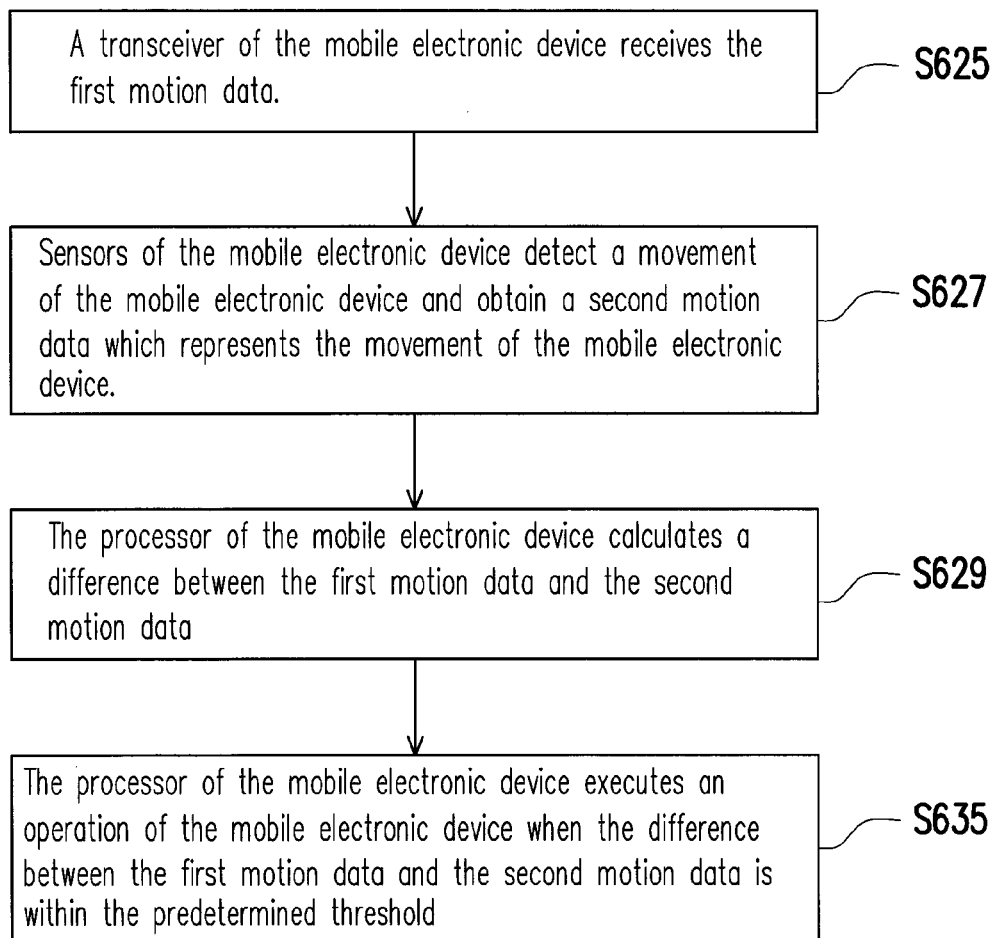 A transceiver of the mobile electronic device receives the
first motion data.
S625
Sensors of the mobile electronic device detect a movement
of the mobile electronic device and obtain a second motion
data which represents the movement of the mobile electronic
device.
S627
The processor of the mobile electronic device calculates a
difference between the first motion data and the second
motion data
S629
The processor of the mobile electronic device executes an
operation of the mobile electronic device when the difference
between the first motion data and the second motion data is
within the predetermined threshold
S635